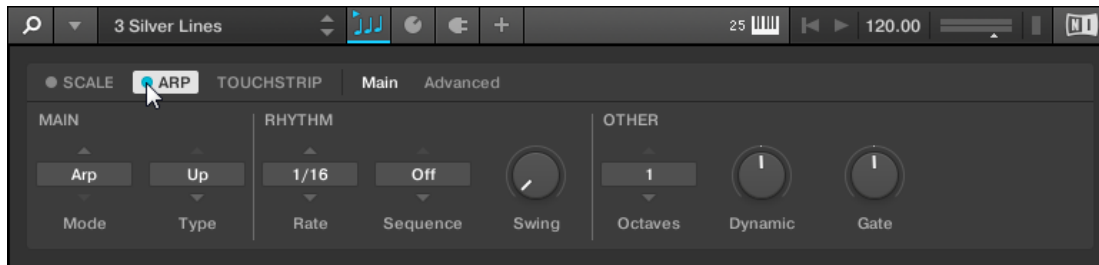 3 Silver Lines 25 120.00 NI
SCALE ARP TOUCHSTRIP Main Advanced
MAIN RHYTHM OTHER
Arp Up 1/16 Off 1
Mode Type Rate Sequence Swing Octaves Dynamic Gate